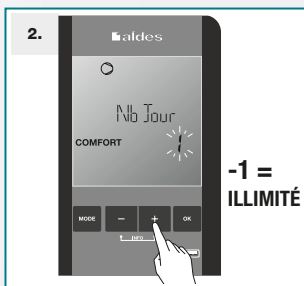 2.
aldes
Nb Jour
COMFORT
1
-1 =
ILLIMITÉ
MODE
−
+
OK
INFO